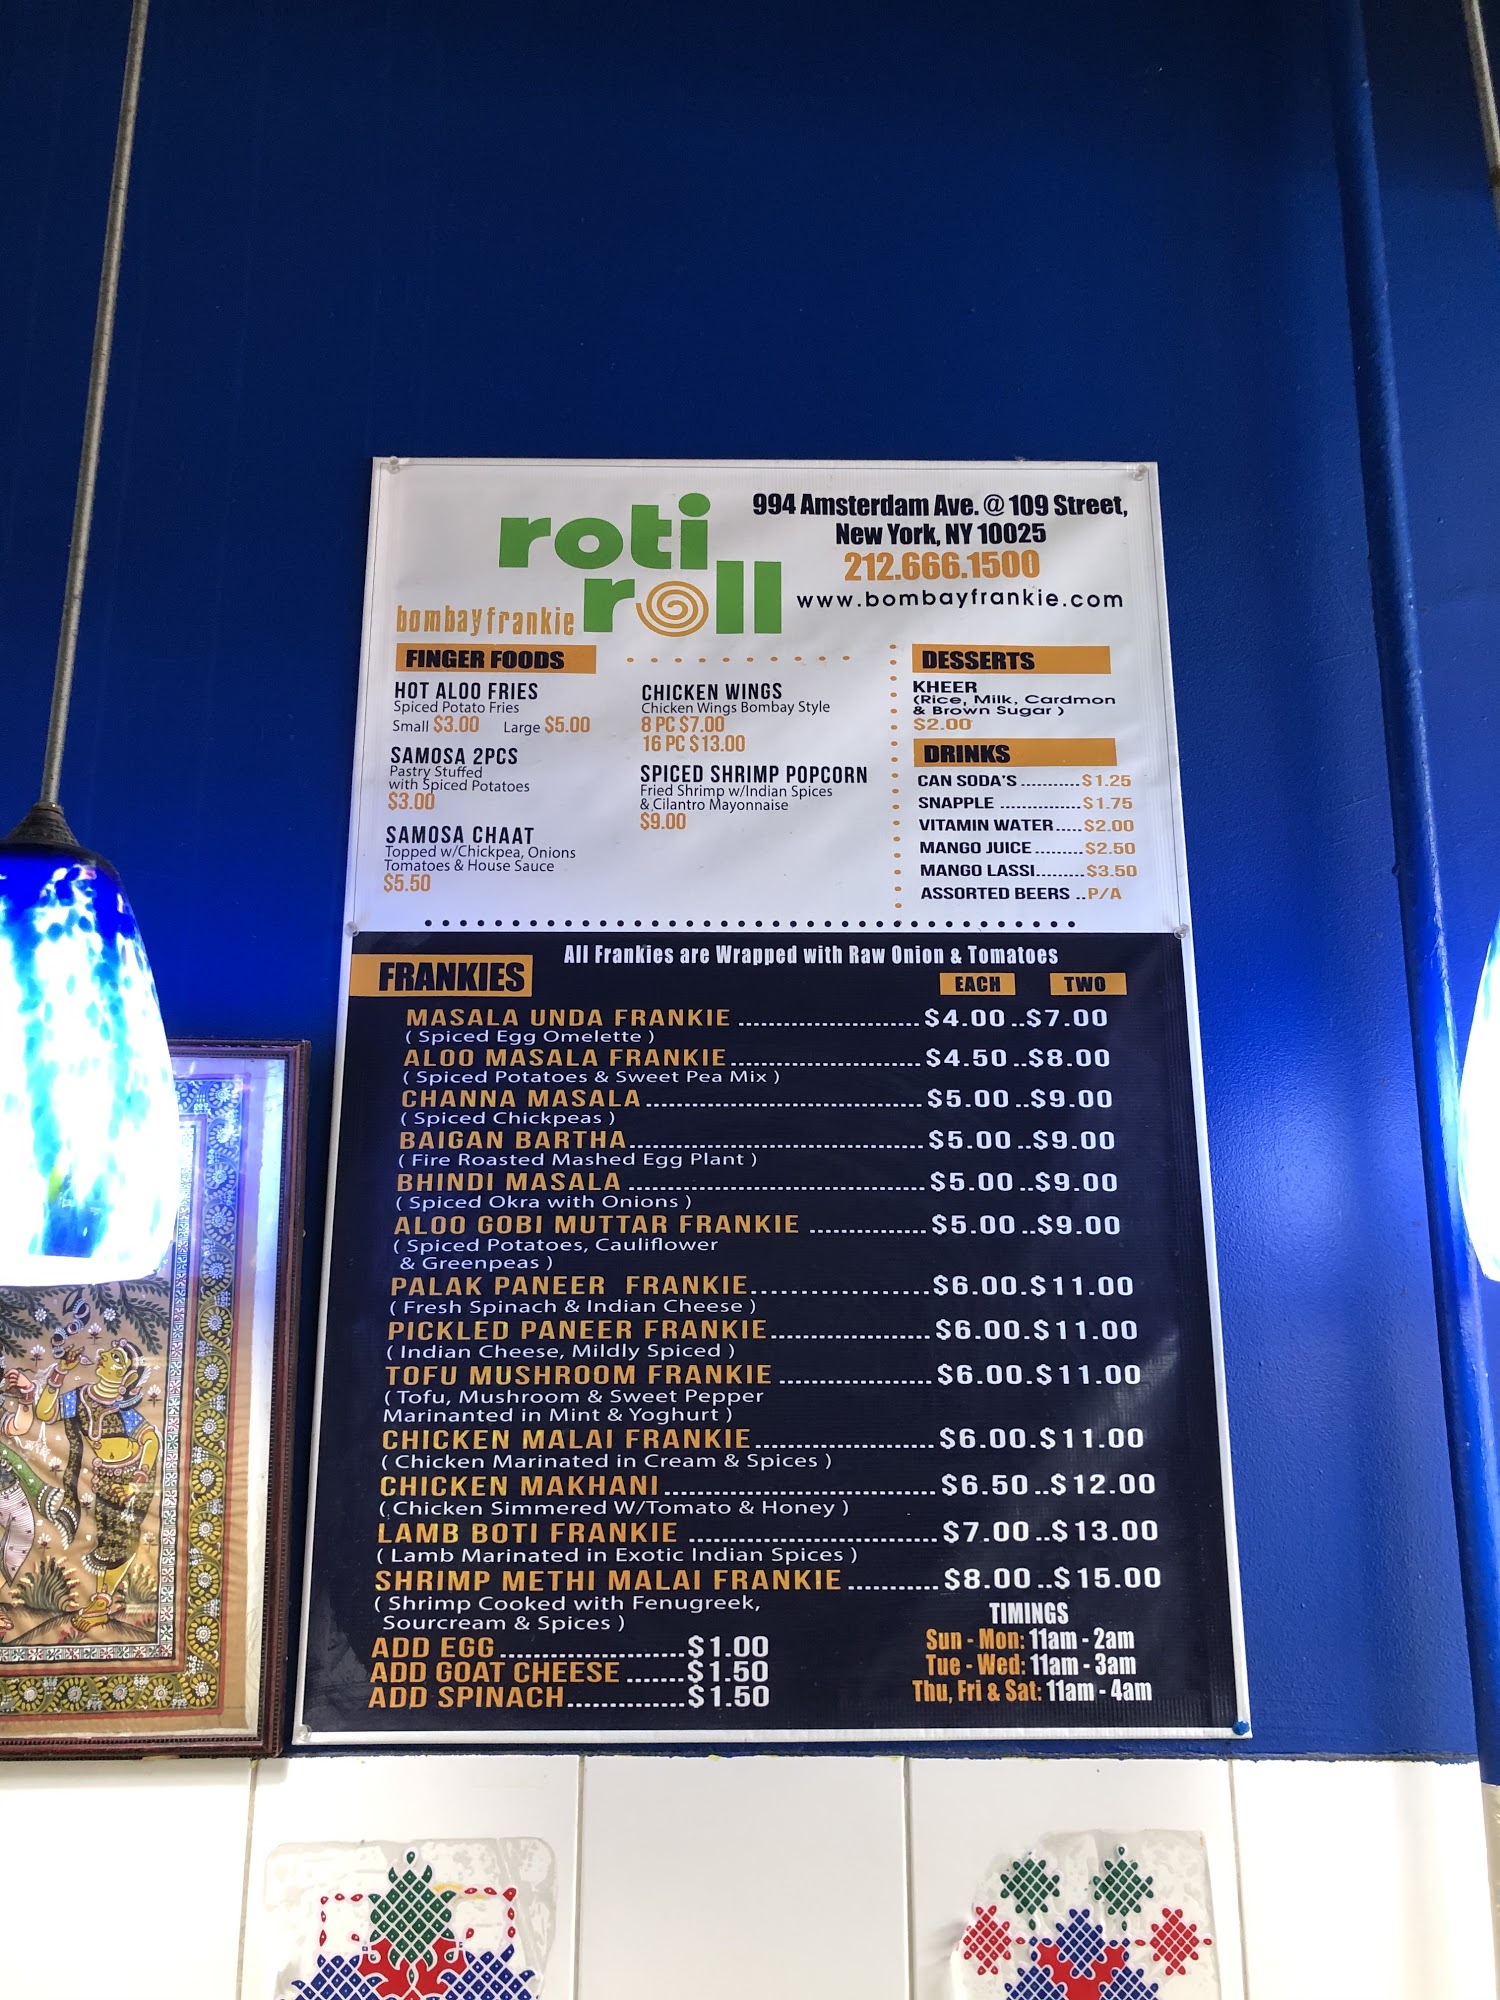 roti
roll
bombayfrankie
994 Amsterdam Ave. @ 109 Street,
New York, NY 10025
212.666.1500
www.bombayfrankie.com
FINGER FOODS
HOT ALOO FRIES
Spiced Potato Fries
Small $3.00 Large $5.00
SAMOSA 2PCS
Pastry Stuffed
with Spiced Potatoes
$3.00
SAMOSA CHAAT
Topped w/Chickpea, Onions
Tomatoes & House Sauce
$5.50
CHICKEN WINGS
Chicken Wings Bombay Style
8 PC $7.00
16 PC $13.00
SPICED SHRIMP POPCORN
Fried Shrimp w/Indian Spices
& Cilantro Mayonnaise
$9.00
DESSERTS
KHEER
(Rice, Milk, Cardmon
& Brown Sugar )
$2.00
DRINKS
CAN SODA'S ...........$1.25
SNAPPLE ...............$1.75
VITAMIN WATER.....$2.00
MANGO JUICE.........$2.50
MANGO LASSI.........$3.50
ASSORTED BEERS ..P/A
All Frankies are Wrapped with Raw Onion & Tomatoes
FRANKIES
EACH TWO
MASALA UNDA FRANKIE ..............................$4.00..$7.00
( Spiced Egg Omelette )
ALOO MASALA FRANKIE................................$4.50..$8.00
( Spiced Potatoes & Sweet Pea Mix )
CHANNA MASALA..............................................$5.00..$9.00
( Spiced Chickpeas )
BAIGAN BARTHA.................................................$5.00..$9.00
( Fire Roasted Mashed Egg Plant )
BHINDI MASALA .................................................$5.00..$9.00
( Spiced Okra with Onions )
ALOO GOBI MUTTAR FRANKIE ...................$5.00..$9.00
( Spiced Potatoes, Cauliflower
& Greenpeas )
PALAK PANEER FRANKIE...................$6.00.$11.00
( Fresh Spinach & Indian Cheese )
PICKLED PANEER FRANKIE..........................$6.00.$11.00
( Indian Cheese, Mildly Spiced )
TOFU MUSHROOM FRANKIE .........................$6.00.$11.00
( Tofu, Mushroom & Sweet Pepper
Marinanted in Mint & Yoghurt )
CHICKEN MALAI FRANKIE..............................$6.00.$11.00
( Chicken Marinated in Cream & Spices )
CHICKEN MAKHANI.............................................$6.50..$12.00
( Chicken Simmered W/Tomato & Honey )
LAMB BOTI FRANKIE .........................................$7.00..$13.00
( Lamb Marinated in Exotic Indian Spices )
SHRIMP METHI MALAI FRANKIE...............$8.00..$15.00
( Shrimp Cooked with Fenugreek,
Sourcream & Spices )
ADD EGG.......................$1.00
ADD GOAT CHEESE.......$1.50
ADD SPINACH...............$1.50
TIMINGS
Sun - Mon: 11am - 2am
Tue - Wed: 11am - 3am
Thu, Fri & Sat: 11am - 4am